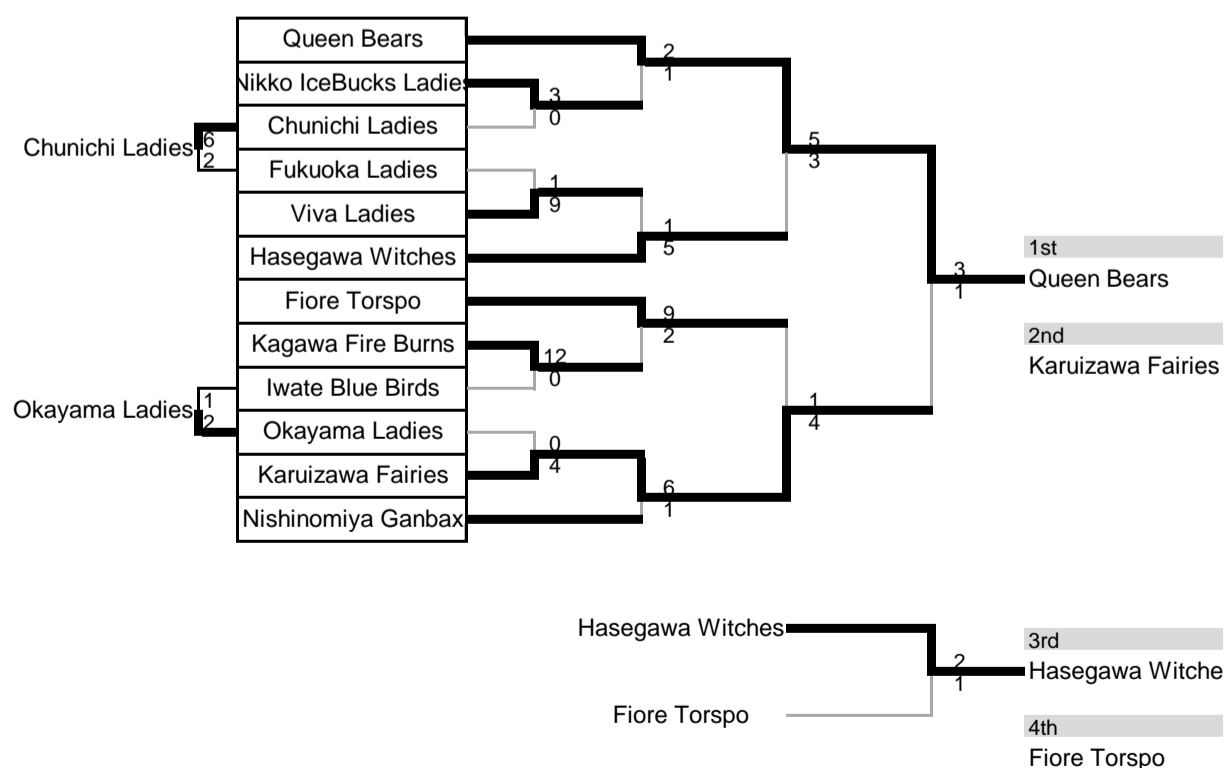 Queen Bears
2
1
Nikko IceBucks Ladies
3
0
Chunichi Ladies
Chunichi Ladies
6
2
5
3
Fukuoka Ladies
1
9
Viva Ladies
1
5
Hasegawa Witches
1st
3
1
Queen Bears
Fiore Torspo
9
2
2nd
Kagawa Fire Burns
12
0
Karuizawa Fairies
Iwate Blue Birds
Okayama Ladies
1
2
1
4
Okayama Ladies
0
4
Karuizawa Fairies
6
1
Nishinomiya Ganbax
Hasegawa Witches
3rd
2
1
Hasegawa Witche
Fiore Torspo
4th
Fiore Torspo